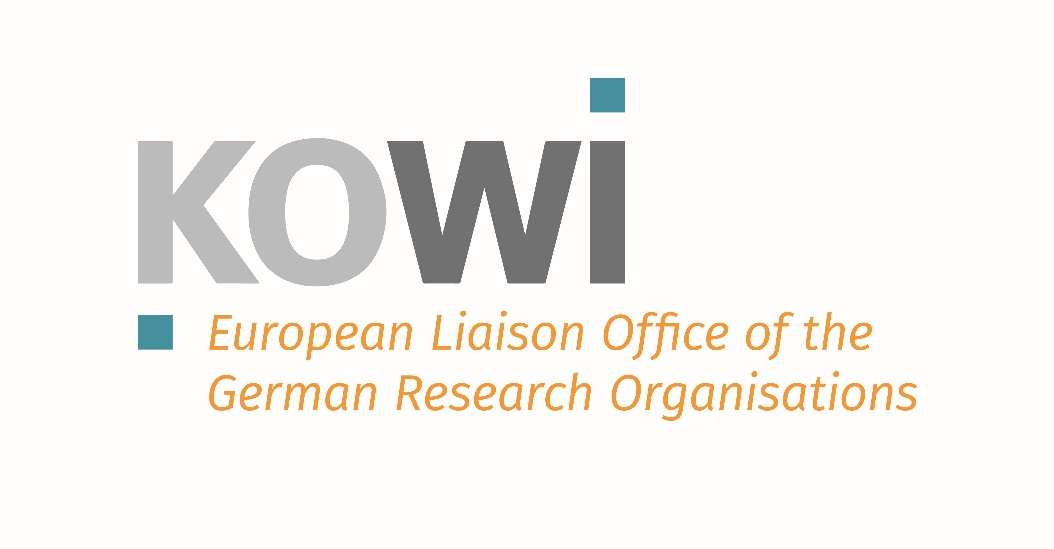 KOWi
European Liaison Office of the
German Research Organisations